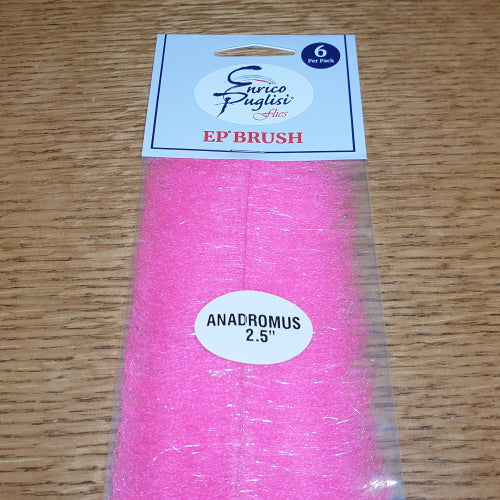 6
Per Pack
Enrico
Puglisi
Flies
EP® BRUSH
ANADROMUS
2.5"